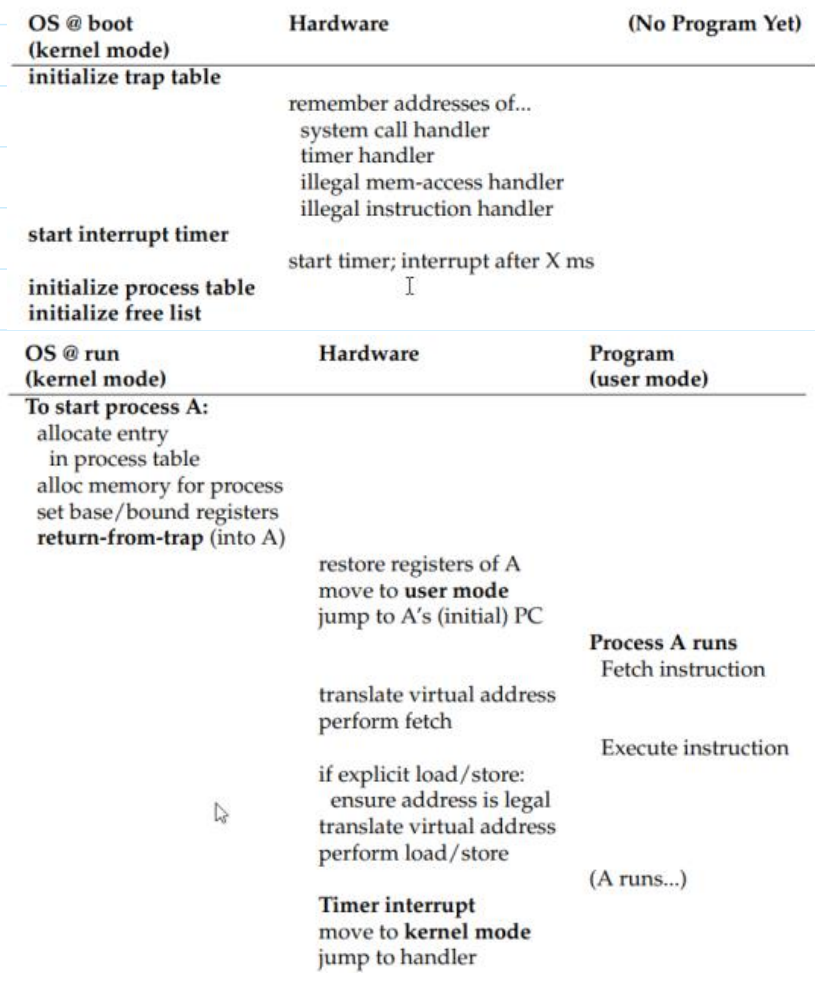 OS @ boot Hardware (No Program Yet)
(kernel mode)
initialize trap table
remember addresses of...
system call handler
timer handler
illegal mem-access handler
illegal instruction handler
start interrupt timer
start timer; interrupt after X ms
initialize process table
initialize free list
OS @ run Hardware Program
(kernel mode) (user mode)
To start process A:
allocate entry
in process table
alloc memory for process
set base/bound registers
return-from-trap (into A)
restore registers of A
move to user mode
jump to A's (initial) PC
Process A runs
Fetch instruction
translate virtual address
perform fetch
Execute instruction
if explicit load/store:
ensure address is legal
translate virtual address
perform load/store
(A runs...)
Timer interrupt
move to kernel mode
jump to handler